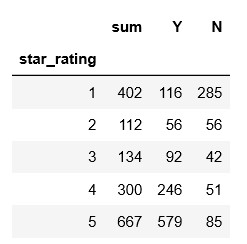 sum Y N
star_rating
1 402 116 285
2 112 56 56
3 134 92 42
4 300 246 51
5 667 579 85